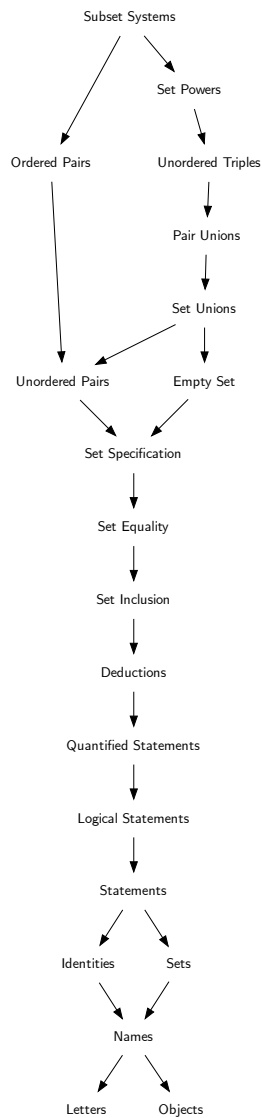 Subset Systems
Set Powers
Ordered Pairs
Unordered Triples
Pair Unions
Set Unions
Unordered Pairs
Empty Set
Set Specification
Set Equality
Set Inclusion
Deductions
Quantified Statements
Logical Statements
Statements
Identities
Sets
Names
Letters
Objects